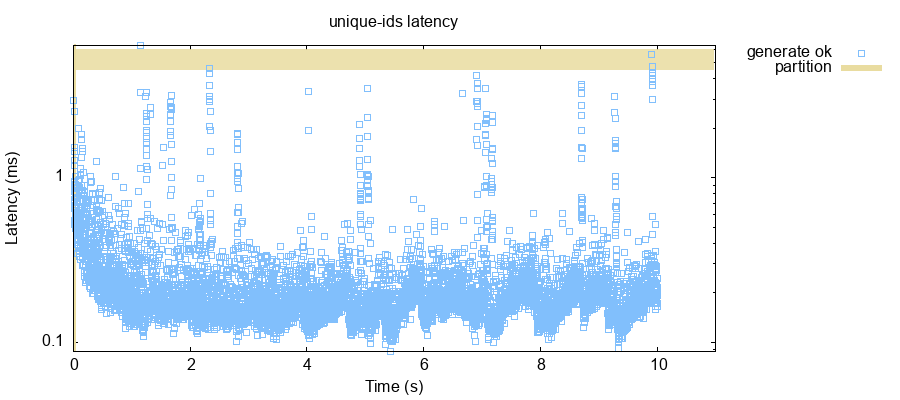 unique-ids latency
generate ok
partition
Latency (ms)
1
0.1
0 2 4 6 8 10
Time (s)